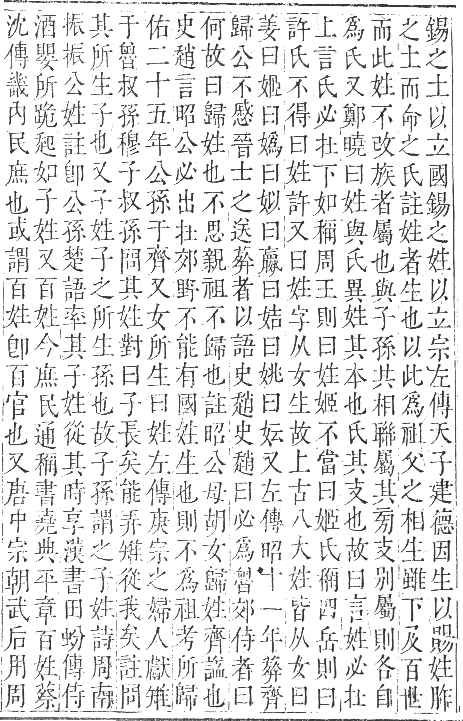 錫之土以立國錫之姓以立宗左傳天子建德因生以賜姓胙
之土而命之氏註姓者生也以此為祖父之相生雖下及百世
而此姓不改族者屬也與子孫共相聯屬其旁支別屬則各自
為氏又鄭曉曰姓與氏異姓其本也氏其支也故曰言姓必在
上言氏必在下如稱周王則曰姓姬不當曰姬氏稱四岳則曰
許氏不得曰姓許又曰姓字从女生故上古八大姓皆从女曰
姜曰姬曰媯曰姒曰嬴曰姞曰姚曰妘又左傳昭十一年葬齊
歸公不感晉士之送葬者以語史趙史趙曰必為魯郊侍者曰
何故曰歸姓也不思親祖不歸也註昭公母胡女歸姓齊諡也
史趙言昭公必出在郊野不能有國姓生也則不為祖考所歸
佑二十五年公孫于齊又女所生曰姓左傳庚宗之婦人獻雉
于魯叔孫穆子叔孫問其姓對曰子長矣能弄雉從我矣註問
其所生子也又子姓子之所生孫也故子孫謂之子姓詩周南
振振公姓註卽公孫楚語率其子姓從其時享漢書田蚡傳侍
酒嬰所跪起如子姓又百姓今庶民通稱書堯典平章百姓蔡
沈傳畿內民庶也或謂百姓卽百官也又唐中宗朝武后用周